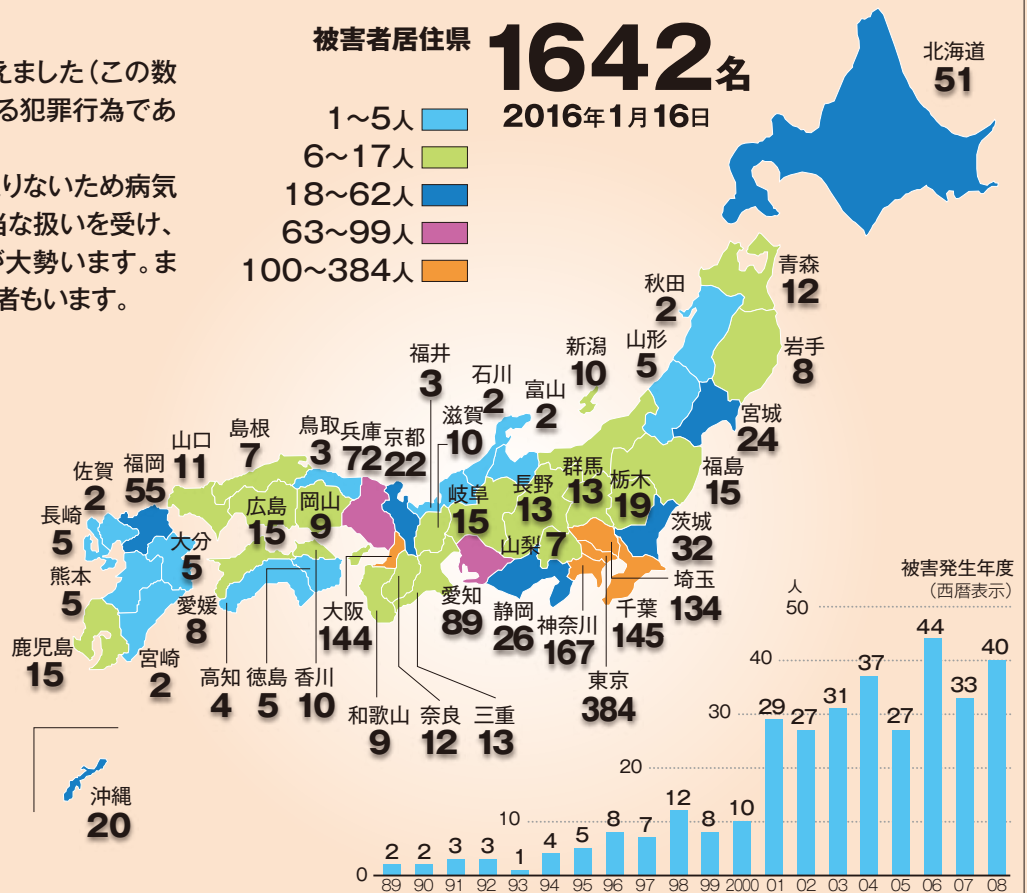 えました（この数
る犯罪行為であ
りないため病気
当な扱いを受け、
が大勢います。ま
者もいます。
被害者居住県 1642名
2016年1月16日
1〜5人
6〜17人
18〜62人
63〜99人
100〜384人
北海道
51
青森
12
秋田
2
岩手
8
山形
5
宮城
24
新潟
10
福島
15
福井
3
石川
2
富山
2
滋賀
10
鳥取
3
兵庫
72
京都
22
島根
7
山口
11
佐賀
2
福岡
55
長崎
5
大分
5
熊本
5
鹿児島
15
宮崎
2
広島
15
岡山
9
岐阜
15
長野
13
群馬
13
栃木
19
茨城
32
山梨 7
埼玉
134
千葉
145
東京
384
神奈川
167
静岡
26
愛知
89
大阪
144
愛媛
8
高知
4
徳島
5
香川
10
和歌山
9
奈良
12
三重
13
沖縄
20
被害発生年度
（西暦表示）
人
50
40
30
20
10
0
2 2 3 3 1 4 5 8 7 12 8 10 29 27 31 37 27 44 33 40
89 90 91 92 93 94 95 96 97 98 99 2000 01 02 03 04 05 06 07 08